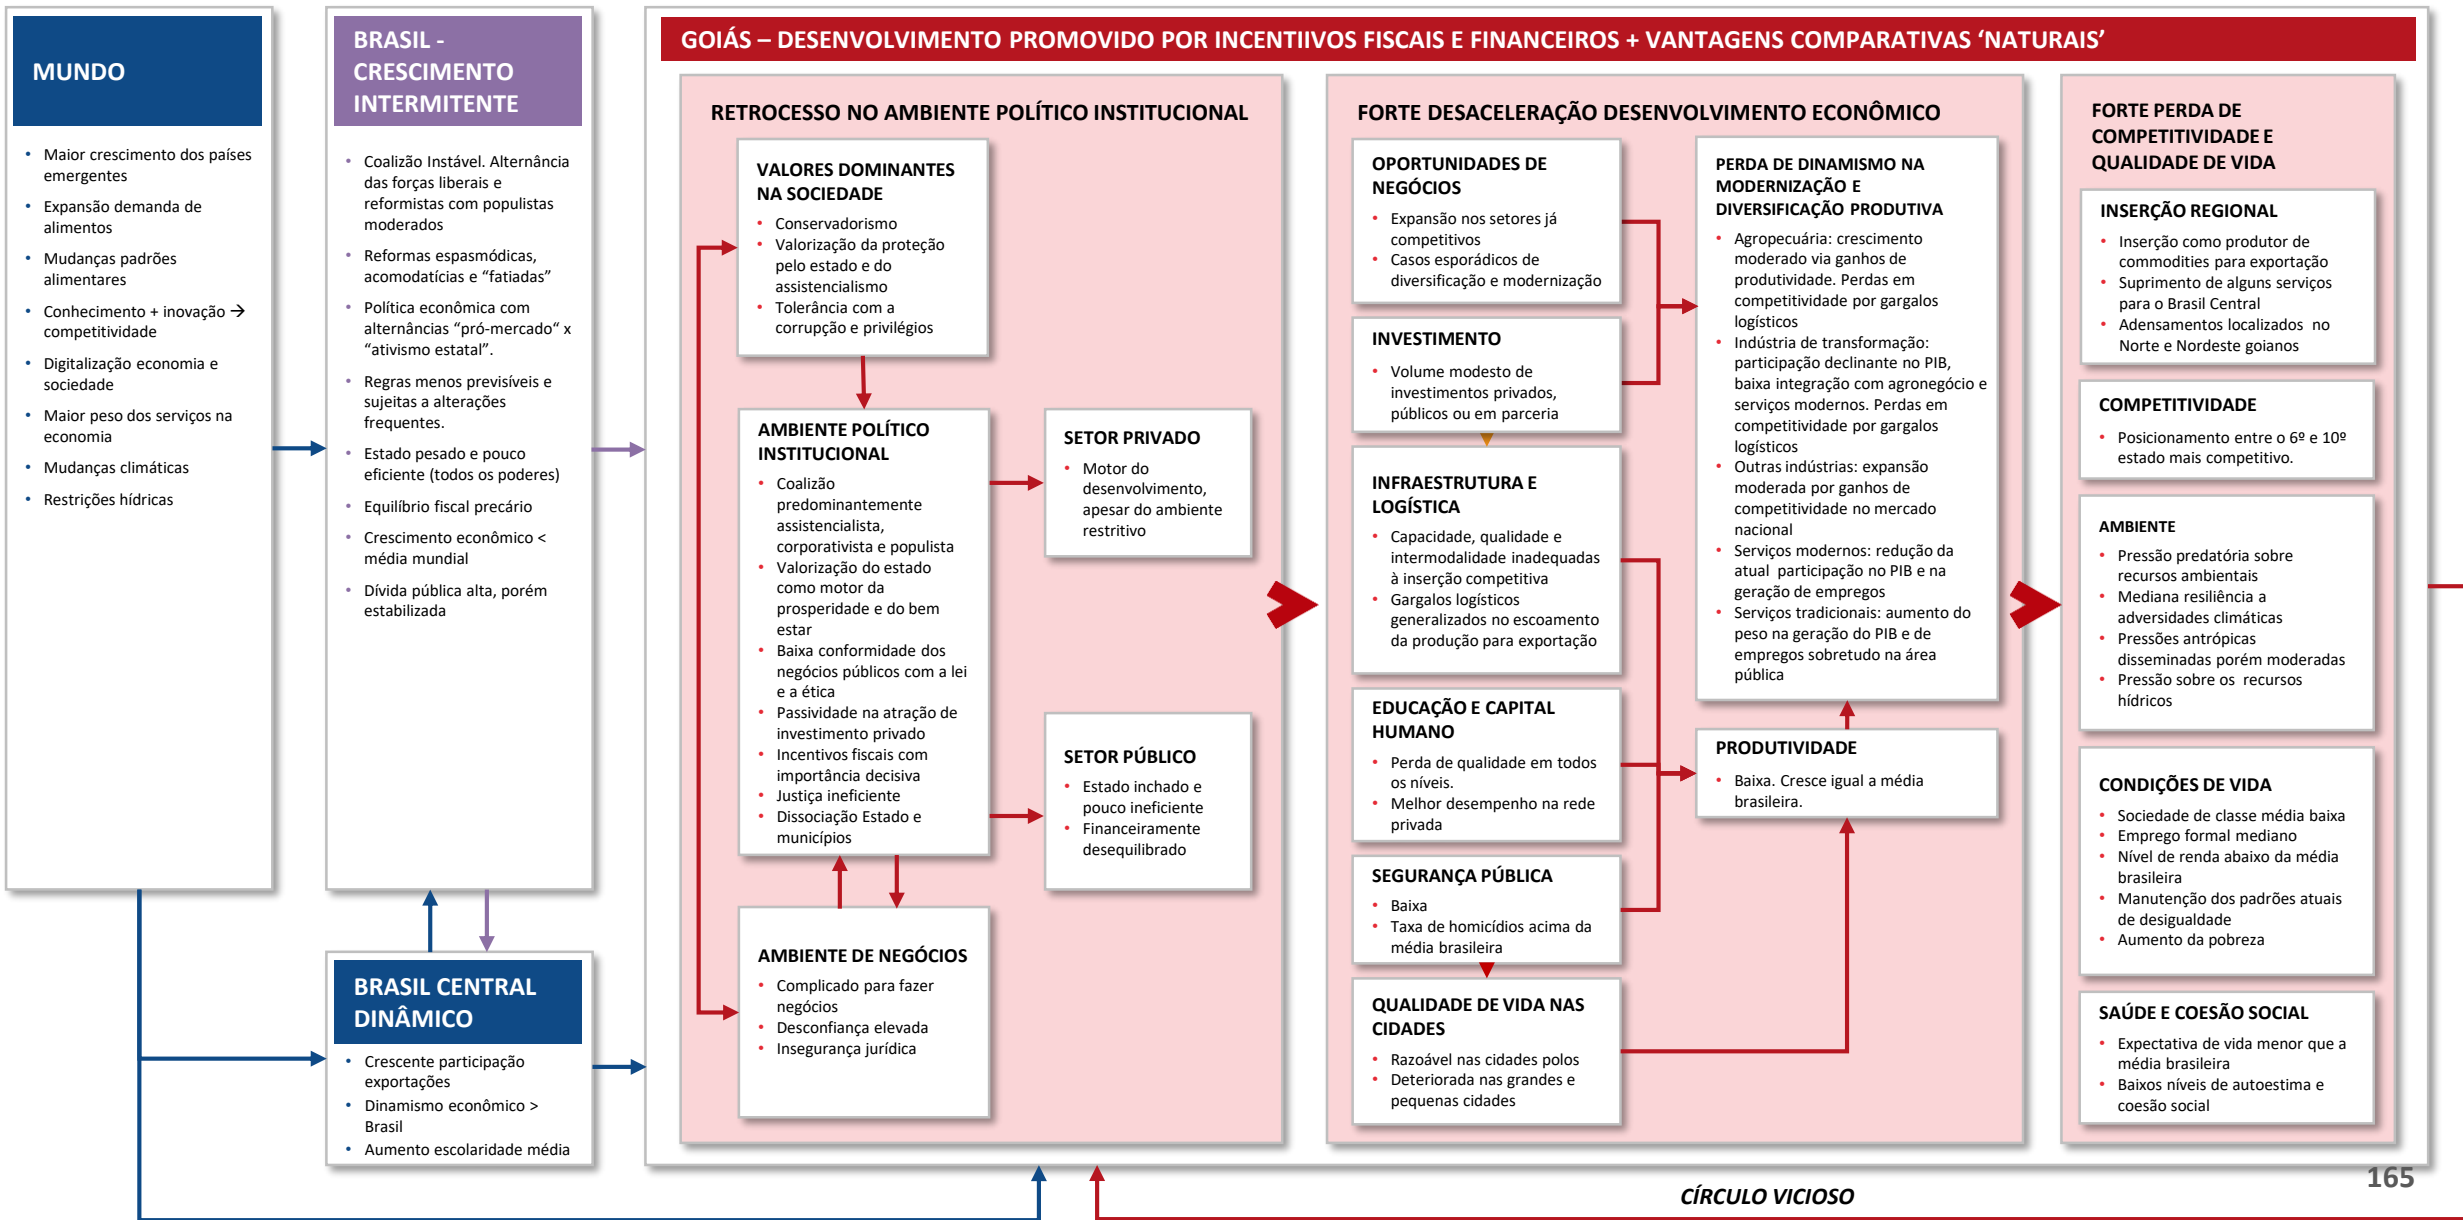 MUNDO
• Maior crescimento dos países
emergentes
• Expansão demanda de
alimentos
• Mudanças padrões
alimentares
• Conhecimento + inovação →
competitividade
• Digitalização economia e
sociedade
• Maior peso dos serviços na
economia
• Mudanças climáticas
• Restrições hídricas
BRASIL -
CRESCIMENTO
INTERMITENTE
• Coalizão Instável. Alternância
das forças liberais e
reformistas com populistas
moderados
• Reformas espasmódicas,
acomodatícias e “fatiadas”
• Política econômica com
alternâncias “pró-mercado“ x
“ativismo estatal”.
• Regras menos previsíveis e
sujeitas a alterações
frequentes.
• Estado pesado e pouco
eficiente (todos os poderes)
• Equilíbrio fiscal precário
• Crescimento econômico <
média mundial
• Dívida pública alta, porém
estabilizada
BRASIL CENTRAL
DINÂMICO
• Crescente participação
exportações
• Dinamismo econômico >
Brasil
• Aumento escolaridade média
GOIÁS – DESENVOLVIMENTO PROMOVIDO POR INCENTIIVOS FISCAIS E FINANCEIROS + VANTAGENS COMPARATIVAS ‘NATURAIS’
RETROCESSO NO AMBIENTE POLÍTICO INSTITUCIONAL
VALORES DOMINANTES
NA SOCIEDADE
• Conservadorismo
• Valorização da proteção
pelo estado e do
assistencialismo
• Tolerância com a
corrupção e privilégios
AMBIENTE POLÍTICO
INSTITUCIONAL
• Coalizão
predominantemente
assistencialista,
corporativista e populista
• Valorização do estado
como motor da
prosperidade e do bem
estar
• Baixa conformidade dos
negócios públicos com a lei
e a ética
• Passividade na atração de
investimento privado
• Incentivos fiscais com
importância decisiva
• Justiça ineficiente
• Dissociação Estado e
municípios
AMBIENTE DE NEGÓCIOS
• Complicado para fazer
negócios
• Desconfiança elevada
• Insegurança jurídica
SETOR PRIVADO
• Motor do
desenvolvimento,
apesar do ambiente
restritivo
SETOR PÚBLICO
• Estado inchado e
pouco ineficiente
• Financeiramente
desequilibrado
FORTE DESACELERAÇÃO DESENVOLVIMENTO ECONÔMICO
OPORTUNIDADES DE
NEGÓCIOS
• Expansão nos setores já
competitivos
• Casos esporádicos de
diversificação e modernização
INVESTIMENTO
• Volume modesto de
investimentos privados,
públicos ou em parceria
INFRAESTRUTURA E
LOGÍSTICA
• Capacidade, qualidade e
intermodalidade inadequadas
à inserção competitiva
• Gargalos logísticos
generalizados no escoamento
da produção para exportação
EDUCAÇÃO E CAPITAL
HUMANO
• Perda de qualidade em todos
os níveis.
• Melhor desempenho na rede
privada
SEGURANÇA PÚBLICA
• Baixa
• Taxa de homicídios acima da
média brasileira
QUALIDADE DE VIDA NAS
CIDADES
• Razoável nas cidades polos
• Deteriorada nas grandes e
pequenas cidades
PERDA DE DINAMISMO NA
MODERNIZAÇÃO E
DIVERSIFICAÇÃO PRODUTIVA
• Agropecuária: crescimento
moderado via ganhos de
produtividade. Perdas em
competitividade por gargalos
logísticos
• Indústria de transformação:
participação declinante no PIB,
baixa integração com agronegócio e
serviços modernos. Perdas em
competitividade por gargalos
logísticos
• Outras indústrias: expansão
moderada por ganhos de
competitividade no mercado
nacional
• Serviços modernos: redução da
atual participação no PIB e na
geração de empregos
• Serviços tradicionais: aumento do
peso na geração do PIB e de
empregos sobretudo na área
pública
PRODUTIVIDADE
• Baixa. Cresce igual a média
brasileira.
FORTE PERDA DE
COMPETITIVIDADE E
QUALIDADE DE VIDA
INSERÇÃO REGIONAL
• Inserção como produtor de
commodities para exportação
• Suprimento de alguns serviços
para o Brasil Central
• Adensamentos localizados no
Norte e Nordeste goianos
COMPETITIVIDADE
• Posicionamento entre o 6º e 10º
estado mais competitivo.
AMBIENTE
• Pressão predatória sobre
recursos ambientais
• Mediana resiliência a
adversidades climáticas
• Pressões antrópicas
disseminadas porém moderadas
• Pressão sobre os recursos
hídricos
CONDIÇÕES DE VIDA
• Sociedade de classe média baixa
• Emprego formal mediano
• Nível de renda abaixo da média
brasileira
• Manutenção dos padrões atuais
de desigualdade
• Aumento da pobreza
SAÚDE E COESÃO SOCIAL
• Expectativa de vida menor que a
média brasileira
• Baixos níveis de autoestima e
coesão social
165
CÍRCULO VICIOSO